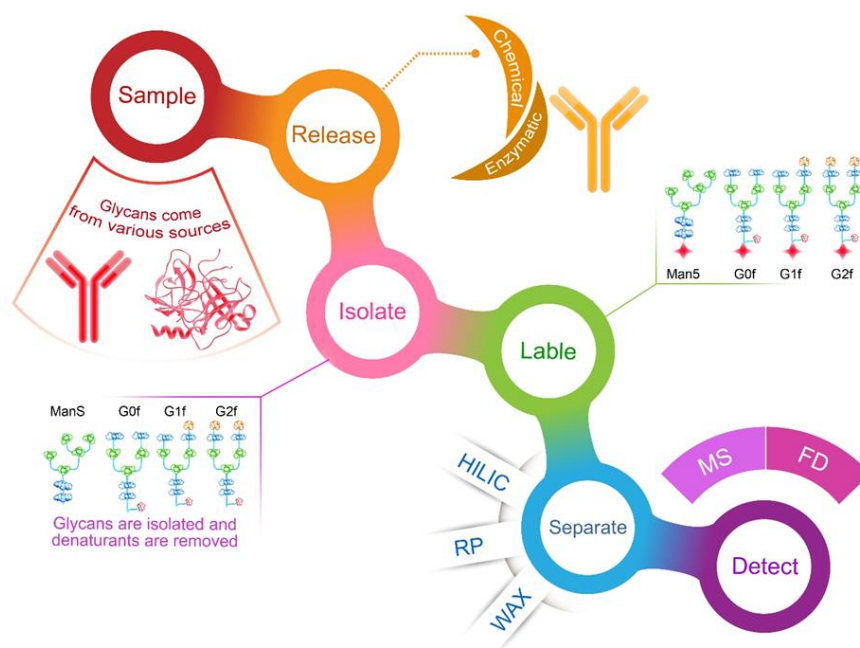 Sample
Release
Chemical
Enzymatic
Glycans come
from various sources
Isolate
Lable
Man5 G0f G1f G2f
ManS G0f G1f G2f
Glycans are isolated and
denaturants are removed
HILIC
RP
WAX
Separate
MS
FD
Detect